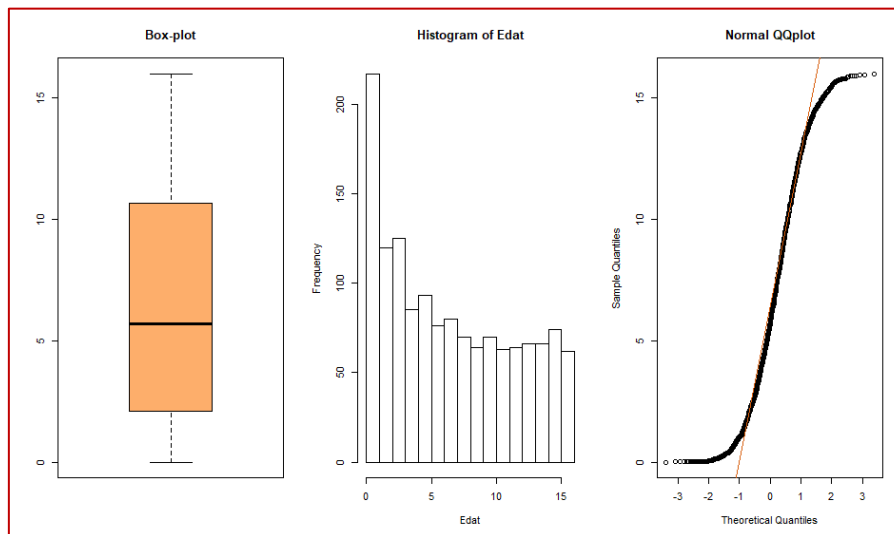 Box-plot
15
10
5
0
Histogram of Edat
Frequency
200
150
100
50
0
0 5 10 15
Edat
Normal QQplot
Sample Quantiles
15
10
5
0
-3 -2 -1 0 1 2 3
Theoretical Quantiles